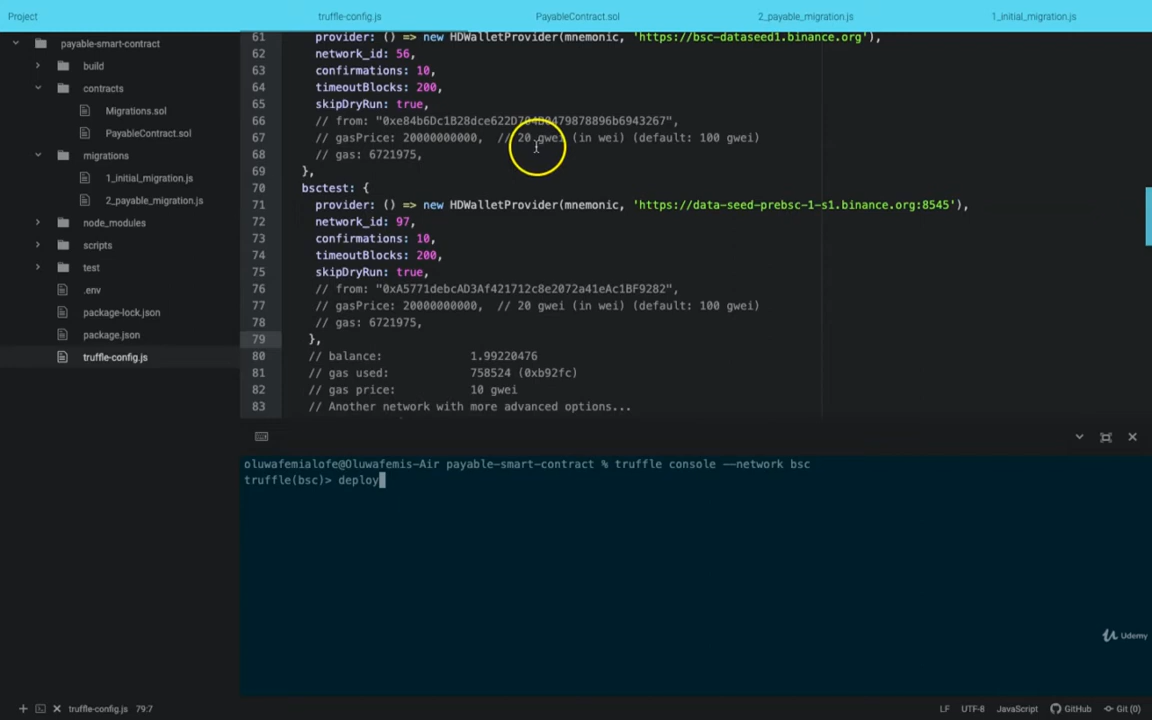 Project
truffle-config.js
PayableContract.sol
2_payable_migration.js
1_initial_migration.js
payable-smart-contract
build
contracts
Migrations.sol
PayableContract.sol
migrations
1_initial_migration.js
2_payable_migration.js
node_modules
scripts
test
.env
package-lock.json
package.json
truffle-config.js
61 provider: () => new HDWalletProvider(mnemonic, 'https://bsc-dataseed1.binance.org'),
62 network_id: 56,
63 confirmations: 10,
64 timeoutBlocks: 200,
65 skipDryRun: true,
66 // from:
67 // gasPrice: 20000000000, // 20 gwei (in wei) (default: 100 gwei)
68 // gas: 6721975,
69 },
70 bsctest: {
71 provider: () => new HDWalletProvider(mnemonic, 'https://data-seed-prebsc-1-s1.binance.org:8545'),
72 network_id: 97,
73 confirmations: 10,
74 timeoutBlocks: 200,
75 skipDryRun: true,
76 // from: "0xA5771debcAD3Af421712c8e2072a41eAc1BF9282",
77 // gasPrice: 20000000000, // 20 gwei (in wei) (default: 100 gwei)
78 // gas: 6721975,
79 },
80 // balance: 1.99220476
81 // gas used: 758524 (0xb92fc)
82 // gas price: 10 gwei
83 // Another network with more advanced options...
oluwafemialofe@Oluwafemis-Air payable-smart-contract % truffle console --network bsc
truffle(bsc)> deploy
Udemy
truffle-config.js 79:7
LF UTF-8 JavaScript GitHub Git (0)